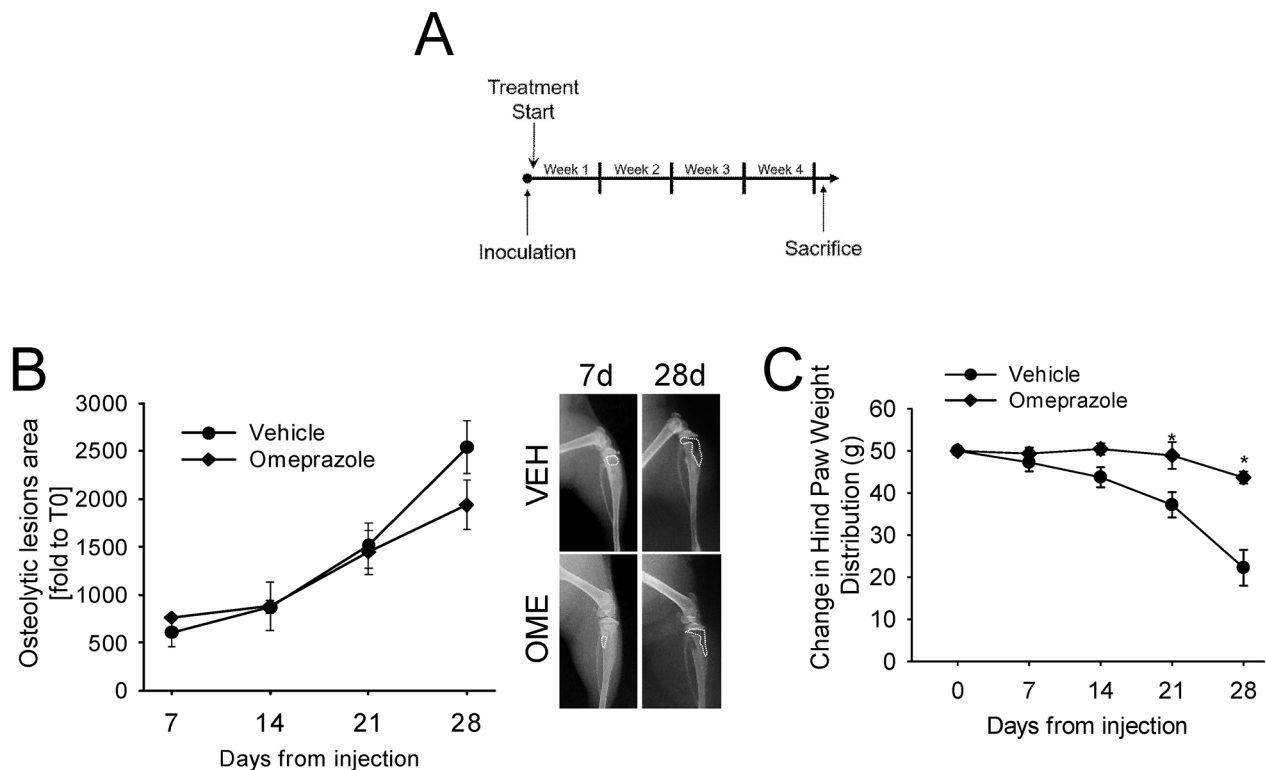 A
Treatment
Start
Week 1
Week 2
Week 3
Week 4
Inoculation
Sacrifice
B
Osteolytic lesions area
[fold to T0]
3000
2500
2000
1500
1000
500
0
Vehicle
Omeprazole
7
14
21
28
Days from injection
7d
28d
VEH
OME
C
Change in Hind Paw Weight
Distribution (g)
Vehicle
Omeprazole
60
50
40
30
20
10
0
*
*
0
7
14
21
28
Days from injection